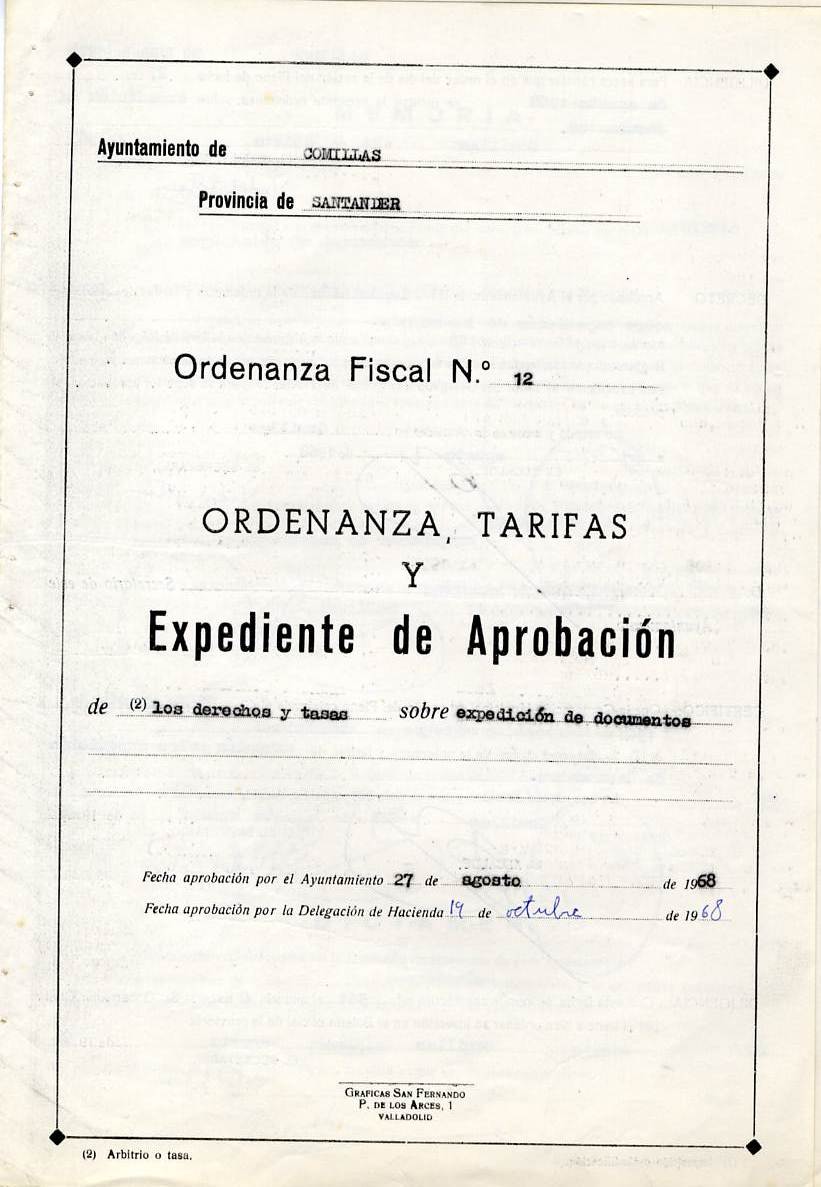 Ayuntamiento de COMILLAS
Provincia de SANTANDER
Ordenanza Fiscal N.º 12
ORDENANZA, TARIFAS
Y
Expediente de Aprobación
de (2) los derechos y tasas sobre expedición de documentos
Fecha aprobación por el Ayuntamiento 27 de agosto de 1968
Fecha aprobación por la Delegación de Hacienda 19 de octubre de 1968
GRAFICAS SAN FERNANDO
P. DE LOS ARCES, 1
VALLADOLID
(2) Arbitrio o tasa.